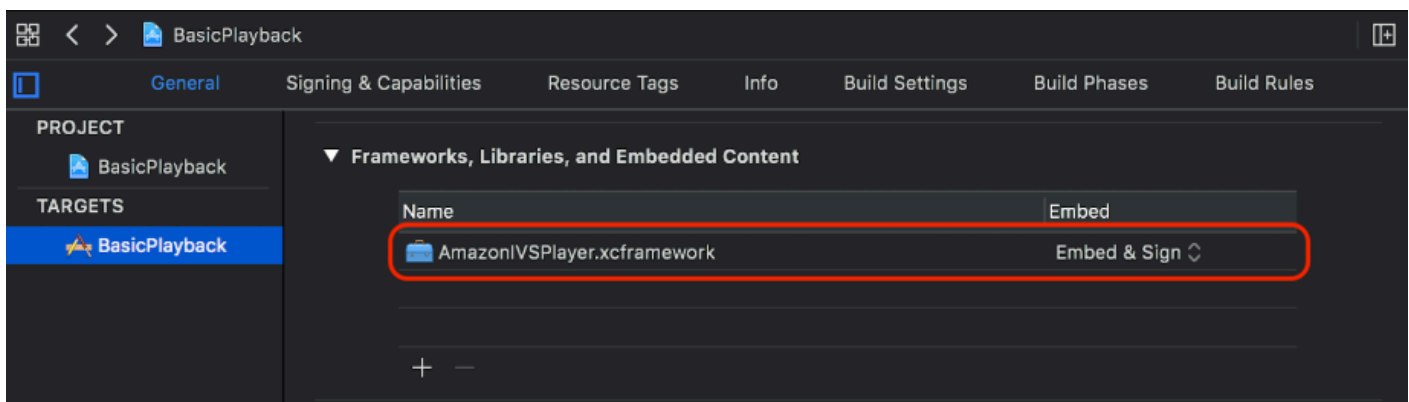 BasicPlayback
General Signing & Capabilities Resource Tags Info Build Settings Build Phases Build Rules
PROJECT
BasicPlayback
TARGETS
BasicPlayback
Frameworks, Libraries, and Embedded Content
Name Embed
AmazonIVSPlayer.xcframework Embed & Sign